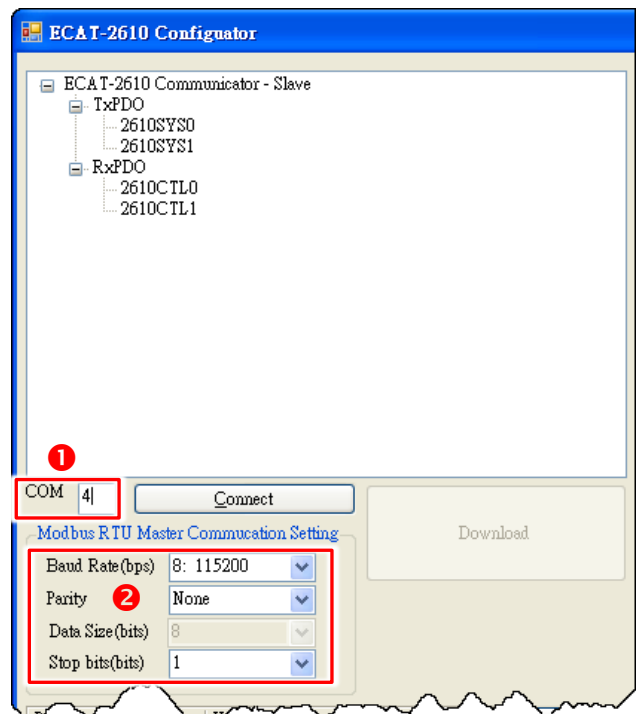 ECAT-2610 Configuator
ECAT-2610 Communicator - Slave
TxPDO
2610SYS0
2610SYS1
RxPDO
2610CTL0
2610CTL1
1
COM 4 Connect
Modbus RTU Master Commucation Setting
Download
Baud Rate(bps) 8: 115200
Parity 2 None
Data Size(bits) 8
Stop bits(bits) 1